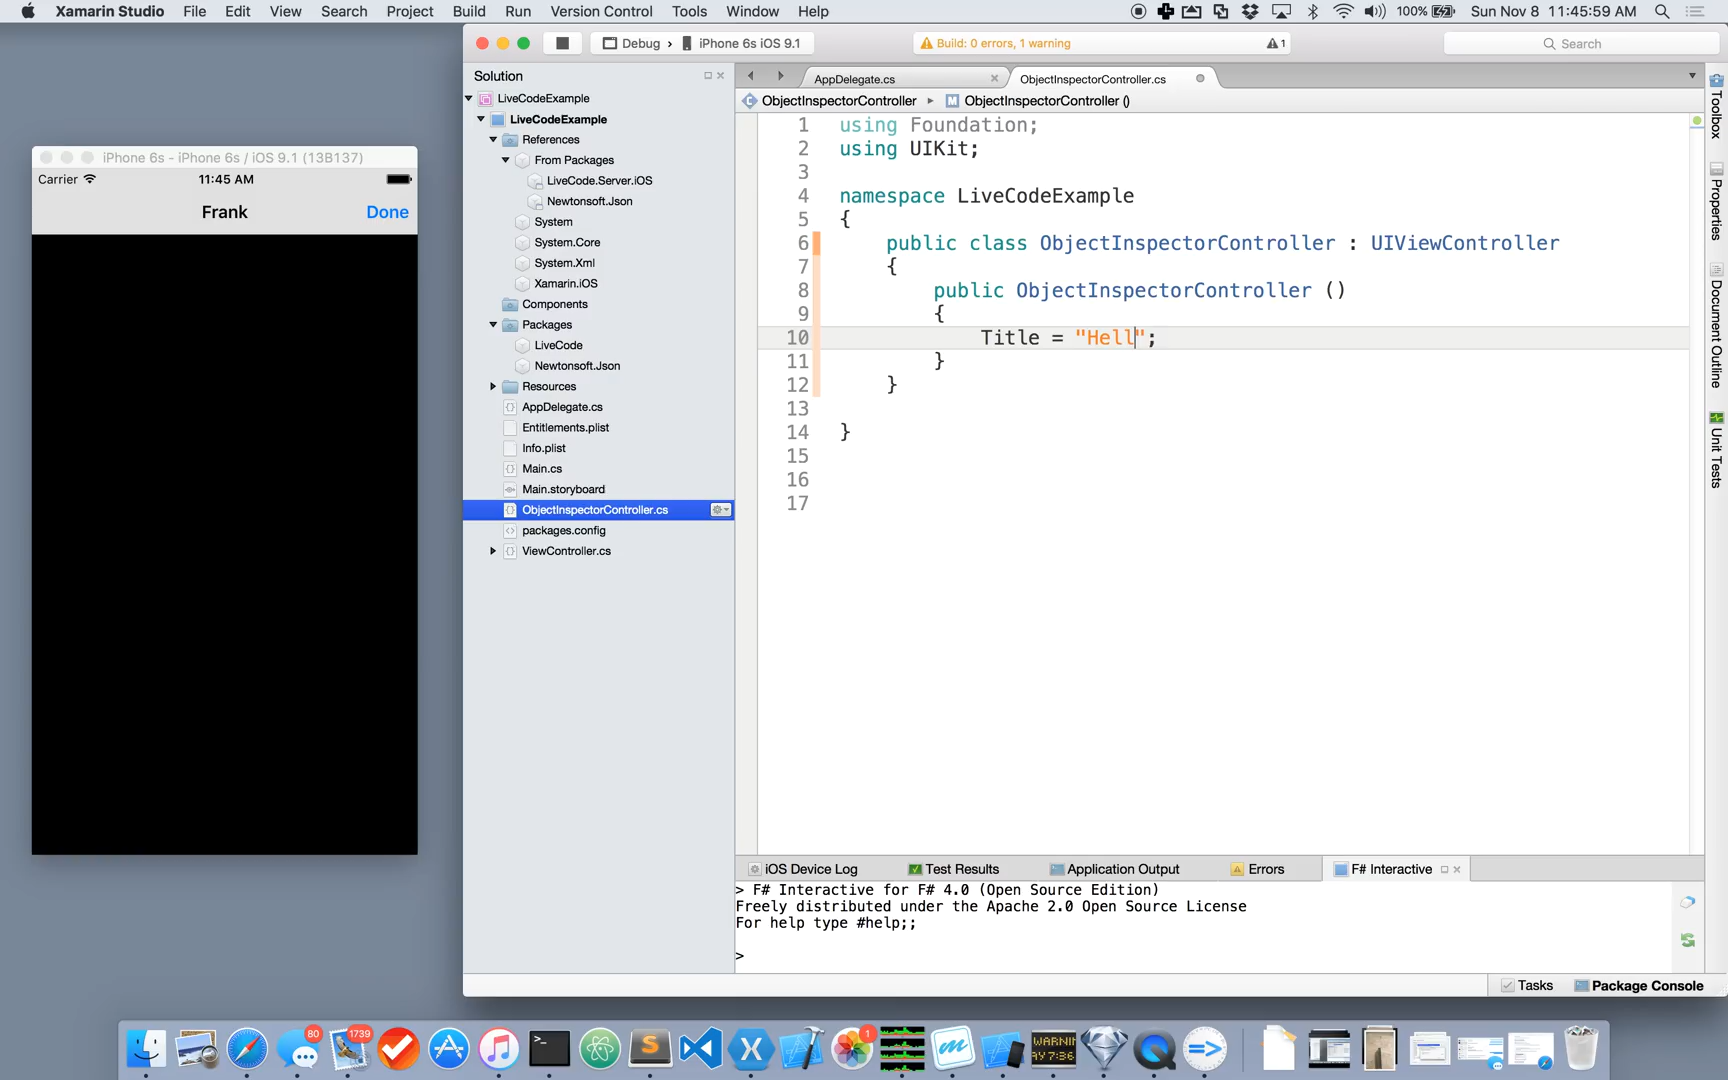 Xamarin Studio File Edit View Search Project Build Run Version Control Tools Window Help 100% Sun Nov 8 11:45:59 AM
Debug › iPhone 6s iOS 9.1 Build: 0 errors, 1 warning 1 Search
Solution
LiveCodeExample
LiveCodeExample
References
From Packages
LiveCode.Server.iOS
Newtonsoft.Json
System
System.Core
System.Xml
Xamarin.iOS
Components
Packages
LiveCode
Newtonsoft.Json
Resources
AppDelegate.cs
Entitlements.plist
Info.plist
Main.cs
Main.storyboard
ObjectInspectorController.cs
packages.config
ViewController.cs
iPhone 6s - iPhone 6s / iOS 9.1 (13B137)
Carrier 11:45 AM
Frank Done
AppDelegate.cs ObjectInspectorController.cs
ObjectInspectorController ObjectInspectorController ()
1 using Foundation;
2 using UIKit;
3
4 namespace LiveCodeExample
5 {
6 public class ObjectInspectorController : UIViewController
7 {
8 public ObjectInspectorController ()
9 {
10 Title = "Hell";
11 }
12 }
13
14 }
15
16
17
Toolbox
Properties
Document Outline
Unit Tests
iOS Device Log Test Results Application Output Errors F# Interactive
> F# Interactive for F# 4.0 (Open Source Edition)
Freely distributed under the Apache 2.0 Open Source License
For help type #help;;
>
Tasks Package Console
80 1739 1
WARNIN
AY 7:36